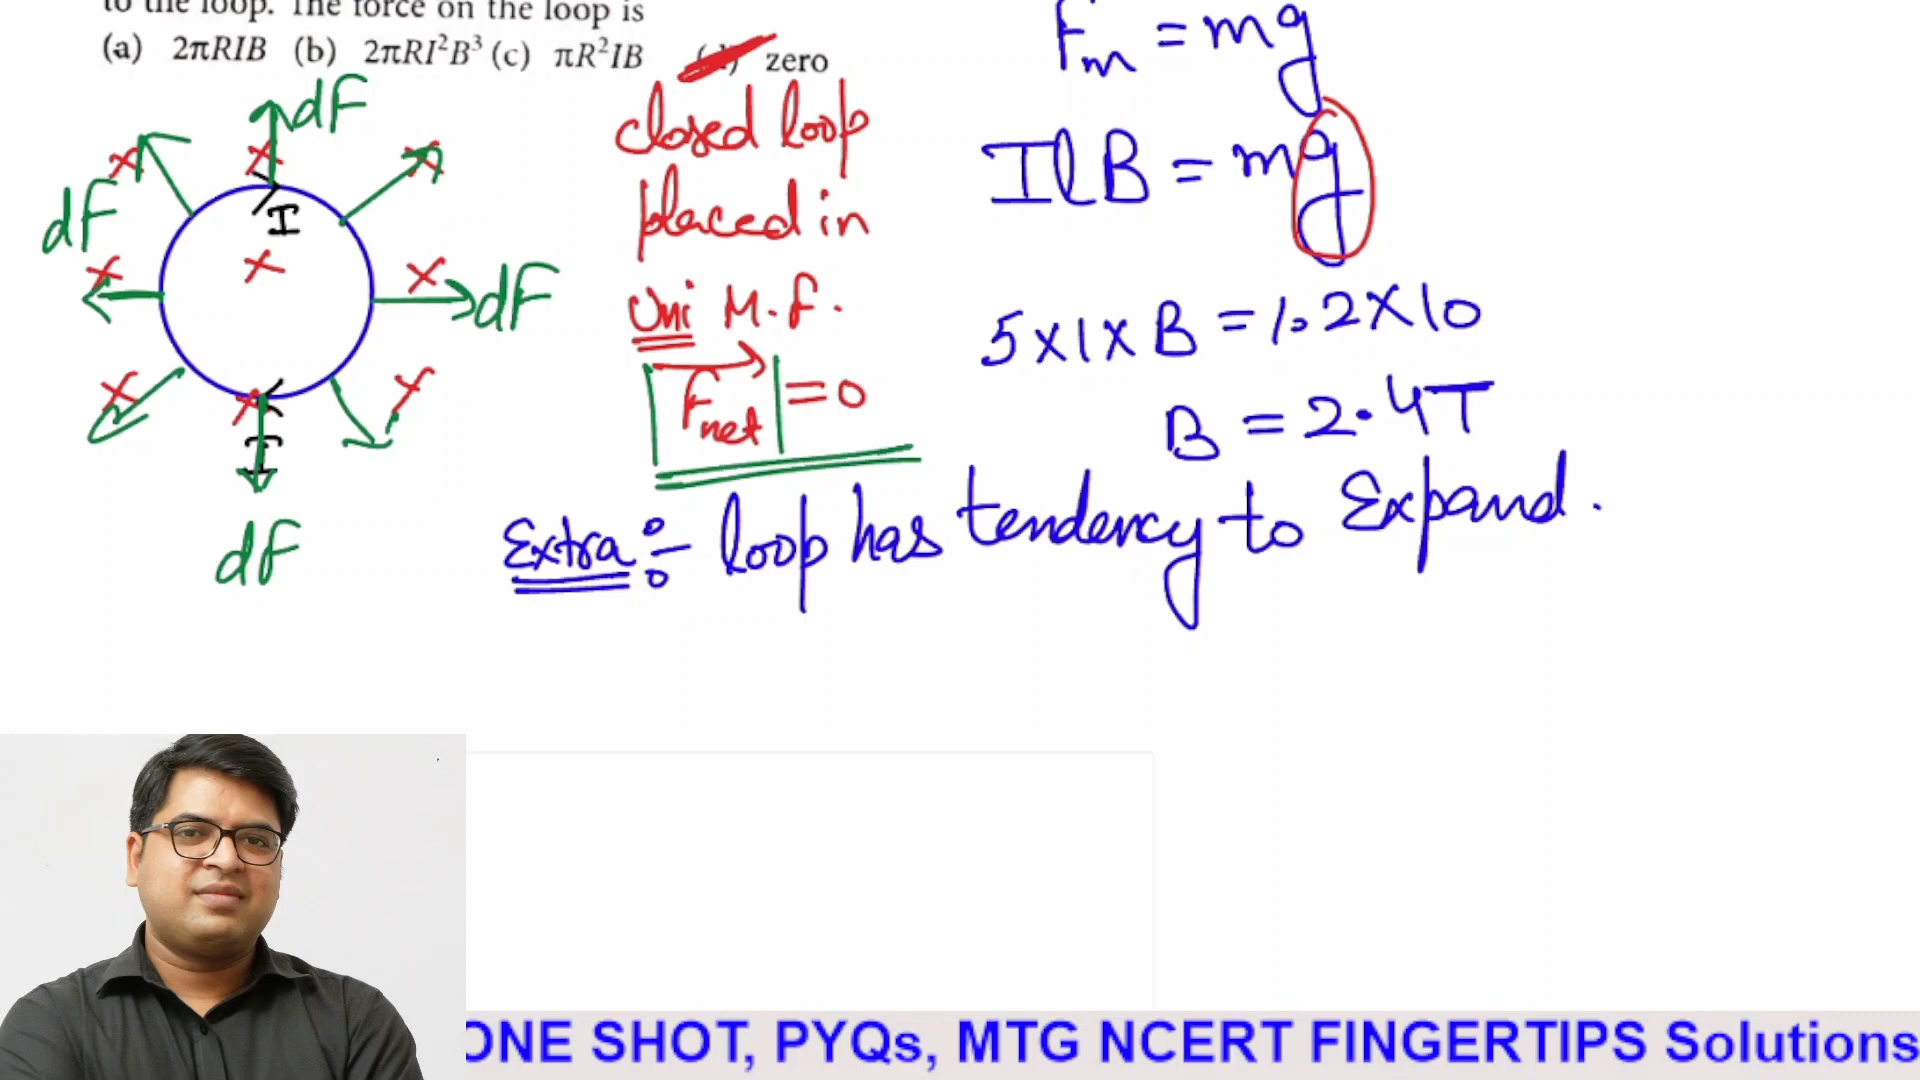 to the loop. The force on the loop is
(a) 2πRIB (b) 2πRI²B³ (c) πR²IB (d) zero
dF
dF
I
dF
I
dF
closed loop
placed in
Uni M.f.
Fnet = 0
Fm = mg
IlB = mg
5×1×B = 1.2×10
B = 2.4T
Extra :- loop has tendency to Expand.
ONE SHOT, PYQs, MTG NCERT FINGERTIPS Solutions